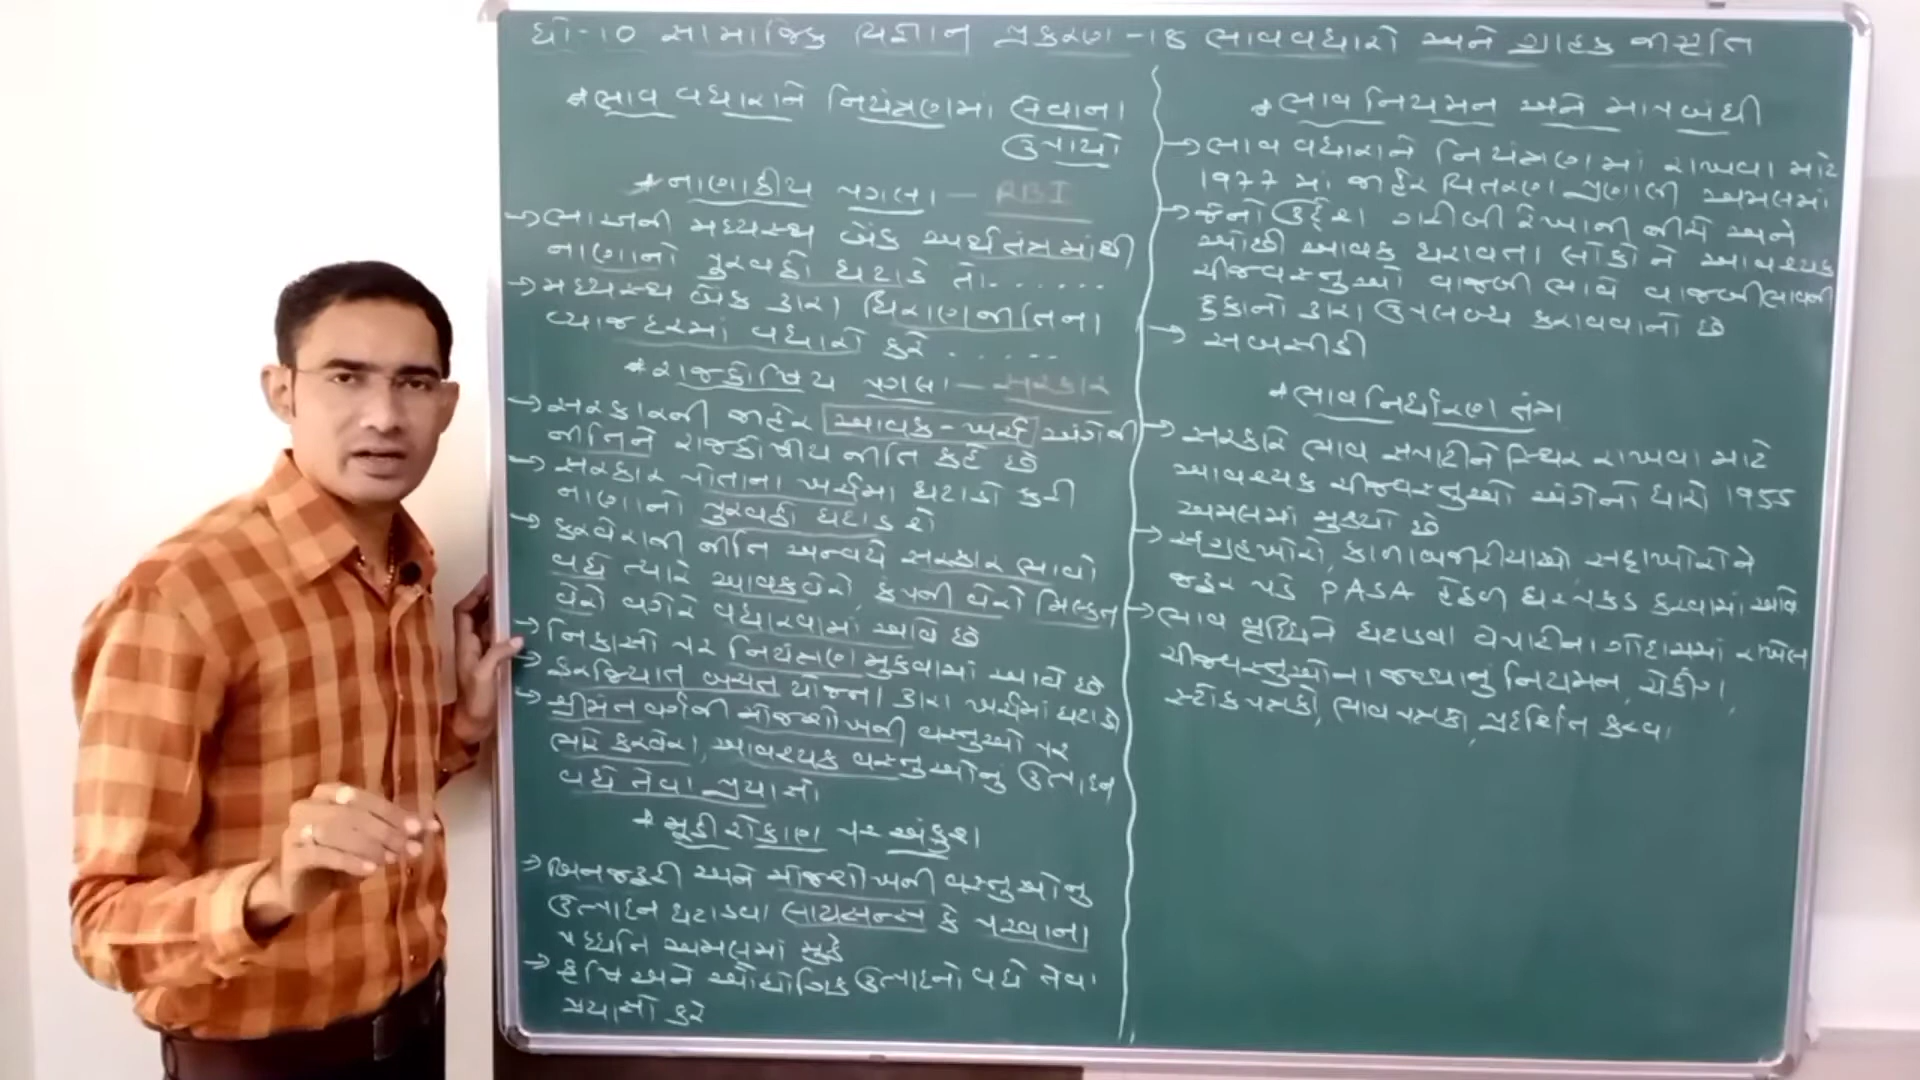 ધો-10 સામાજિક વિજ્ઞાન પ્રકરણ-18 ભાવવધારો અને ગ્રાહક જાગૃતિ
* ભાવ વધારાને નિયંત્રણમાં લેવાના
ઉપાયો
* નાણાકીય પગલા - RBI
→ ભારતની મધ્યસ્થ બેંક અર્થતંત્રમાંથી
નાણાનો પુરવઠો ઘટાડે તો......
→ મધ્યસ્થ બેંક દ્વારા ધિરાણનીતિના
વ્યાજદરમાં વધારો કરે .....
* રાજકોષિય પગલા - સરકાર
→ સરકારની જાહેર આવક-ખર્ચ અંગેની
નીતિને રાજકોષીય નીતિ કહે છે
→ સરકાર પોતાના ખર્ચમા ઘટાડો કરી
નાણાનો પુરવઠો ઘટાડશે
→ કરવેરાની નીતિ અન્વયે સરકાર ભાવો
વધે ત્યારે આવકવેરો, કંપની વેરો મિલ્કત
વેરો વગેરે વધારવામાં આવે છે
→ નિકાસો પર નિયંત્રણ મુકવામાં આવે છે
→ ફરજિયાત બચત યોજના દ્વારા ખર્ચમાં ઘટાડો
→ શ્રીમંત વર્ગની મોજશોખની વસ્તુઓ પર
ભારે કરવેરા, આવશ્યક વસ્તુઓનું ઉત્પાદન
વધે તેવા પ્રયાસો
* મૂડી રોકાણ પર અંકુશ
→ બિનજરૂરી અને મોજશોખની વસ્તુઓનું
ઉત્પાદન ઘટાડવા લાયસન્સ કે પરવાના
પધ્ધતિ અમલમાં મુકે
→ કૃષિ અને ઔદ્યોગિક ઉત્પાદનો વધે તેવા
પ્રયાસો કરે
* ભાવ નિયમન અને માપબંધી
→ ભાવ વધારાને નિયંત્રણમાં રાખવા માટે
1977 માં જાહેર વિતરણ પ્રણાલી અમલમાં
→ જેનો ઉદ્દેશ ગરીબી રેખાની નીચે અને
ઓછી આવક ધરાવતા લોકોને આવશ્યક
ચીજવસ્તુઓ વાજબી ભાવે વાજબીભાવની
દુકાનો દ્વારા ઉપલબ્ધ કરાવવાનો છે
→ સબસીડી
* ભાવ નિર્ધારણ તંત્ર
→ સરકારે ભાવ સપાટીને સ્થિર રાખવા માટે
આવશ્યક ચીજવસ્તુઓ અંગેનો ધારો 1955
અમલમાં મુક્યો છે
→ સંગ્રહખોરો, કાળાબજારીયાઓ સટ્ટાખોરોને
જરૂર પડે PASA હેઠળ ધરપકડ કરવામાં આવે
→ ભાવ વૃધ્ધિને ઘટાડવા વેપારીના ગોદામમાં રાખેલ
ચીજવસ્તુઓના જથ્થાનું નિયમન, ચેકીંગ,
સ્ટોકપત્રકો, ભાવપત્રકો, પ્રદર્શિત કરવા